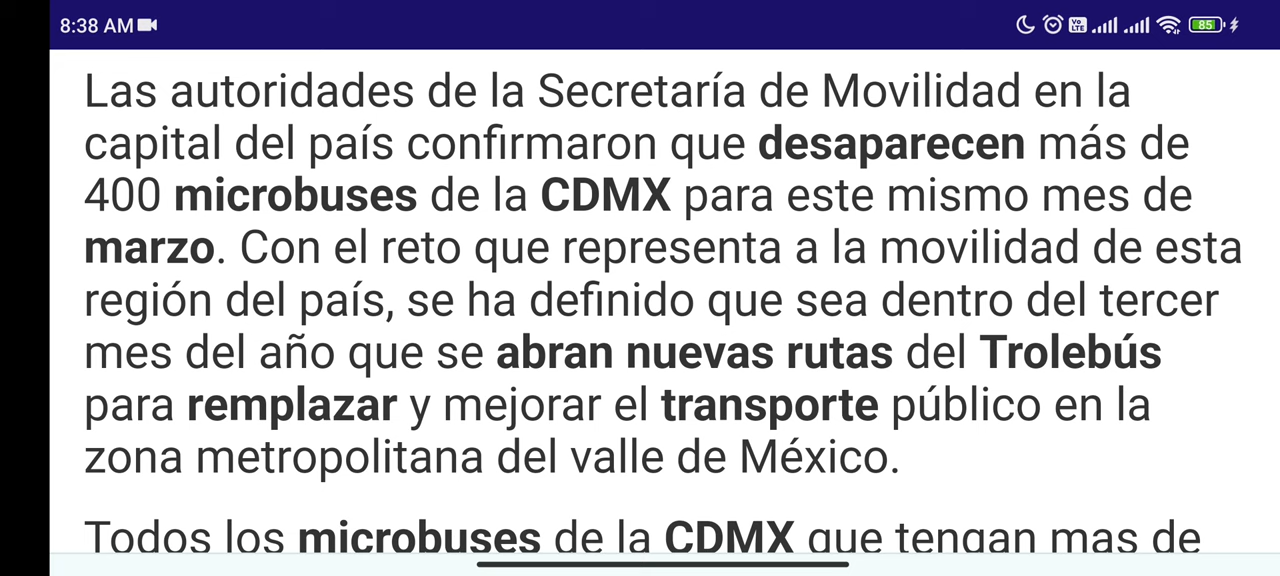 8:38 AM
Vo LTE
85
Las autoridades de la Secretaría de Movilidad en la
capital del país confirmaron que desaparecen más de
400 microbuses de la CDMX para este mismo mes de
marzo. Con el reto que representa a la movilidad de esta
región del país, se ha definido que sea dentro del tercer
mes del año que se abran nuevas rutas del Trolebús
para remplazar y mejorar el transporte público en la
zona metropolitana del valle de México.
Todos los microbuses de la CDMX que tengan mas de